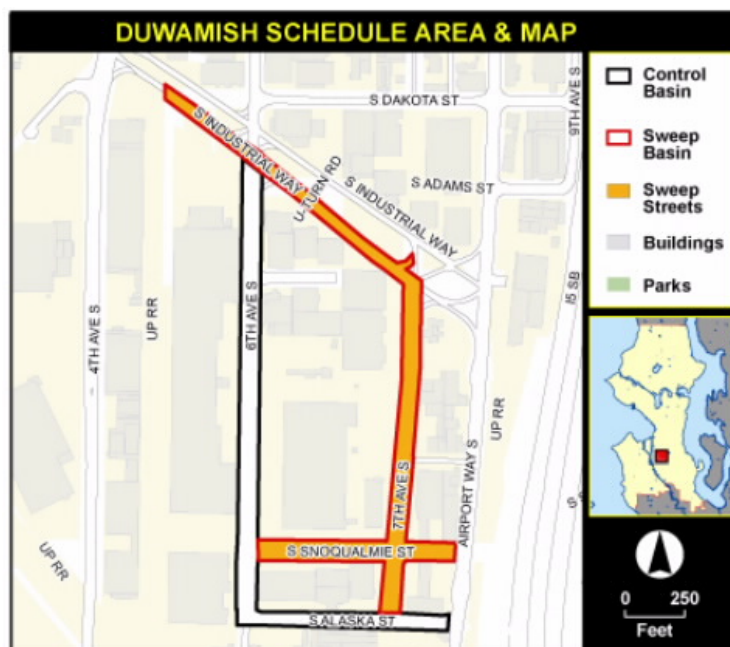 DUWAMISH SCHEDULE AREA & MAP
S DAKOTA ST
9TH AVE S
S INDUSTRIAL WAY
U-TURN RD
S INDUSTRIAL WAY
S ADAMS ST
4TH AVE S
UP RR
6TH AVE S
I5 SB
UP RR
7TH AVE S
AIRPORT WAY S
S SNOQUALMIE ST
UP RR
S ALASKA ST
Control
Basin
Sweep
Basin
Sweep
Streets
Buildings
Parks
0 250
Feet